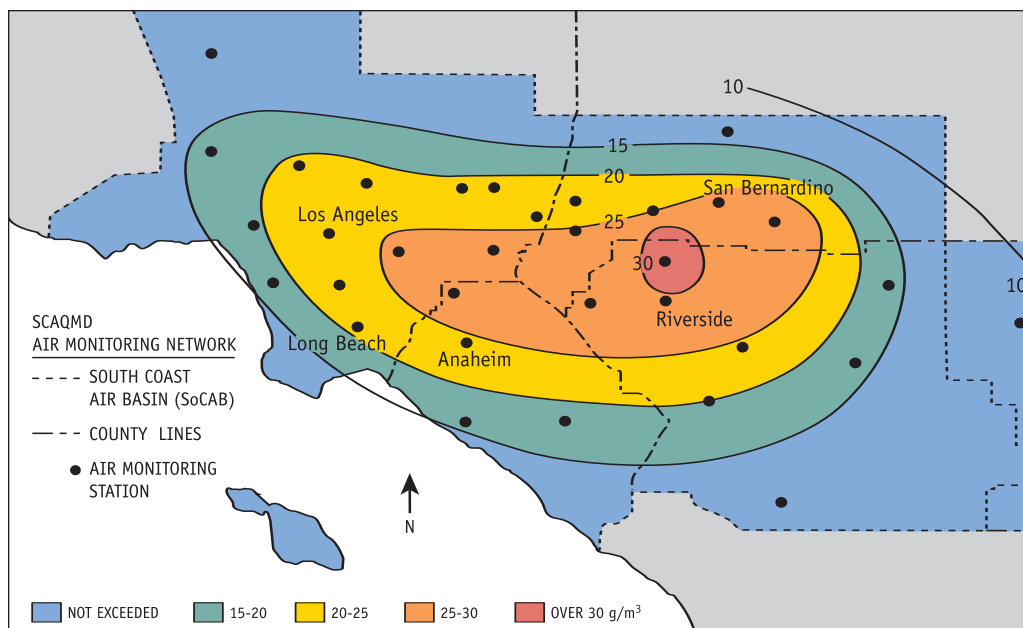 10
15
20
San Bernardino
Los Angeles
25
30
10
SCAQMD
AIR MONITORING NETWORK
Riverside
Long Beach
Anaheim
SOUTH COAST
AIR BASIN (SoCAB)
COUNTY LINES
AIR MONITORING
STATION
N
NOT EXCEEDED
15-20
20-25
25-30
OVER 30 g/m³